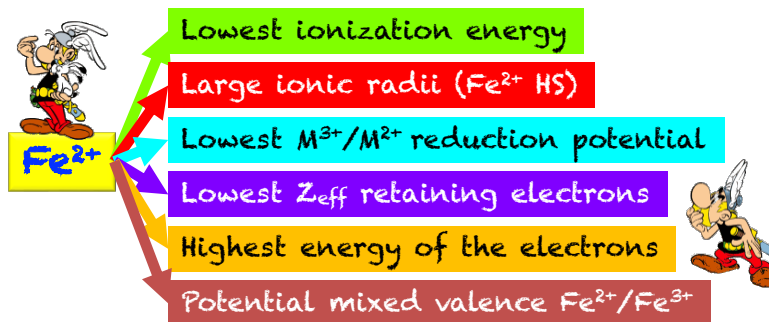 Lowest ionization energy
Large ionic radii (Fe²⁺ HS)
Fe²⁺
Lowest M³⁺/M²⁺ reduction potential
Lowest Zeff retaining electrons
Highest energy of the electrons
Potential mixed valence Fe²⁺/Fe³⁺